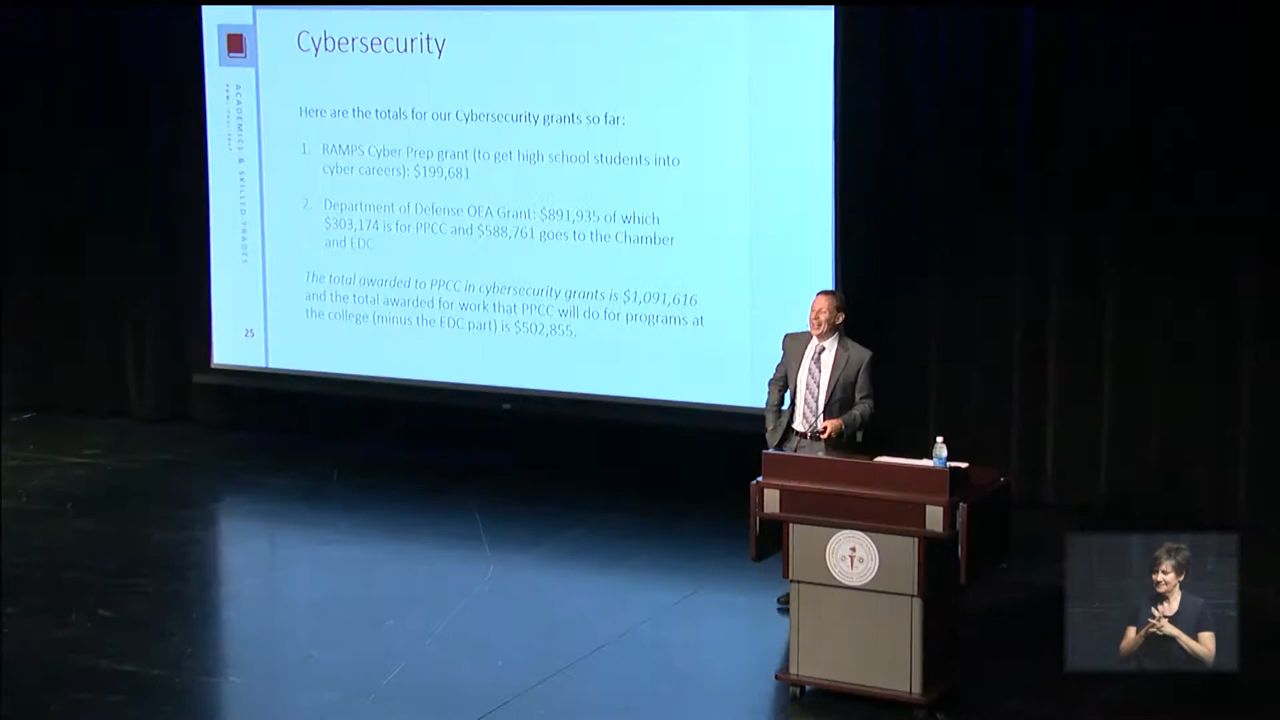 Cybersecurity
ACADEMICS & SKILLED TRADES
Here are the totals for our Cybersecurity grants so far:
1. RAMPS Cyber Prep grant (to get high school students into
cyber careers): $199,681
2. Department of Defense OEA Grant: $891,935 of which
$303,174 is for PPCC and $588,761 goes to the Chamber
and EDC
The total awarded to PPCC in cybersecurity grants is $1,091,616
and the total awarded for work that PPCC will do for programs at
the college (minus the EDC part) is $502,855.
25